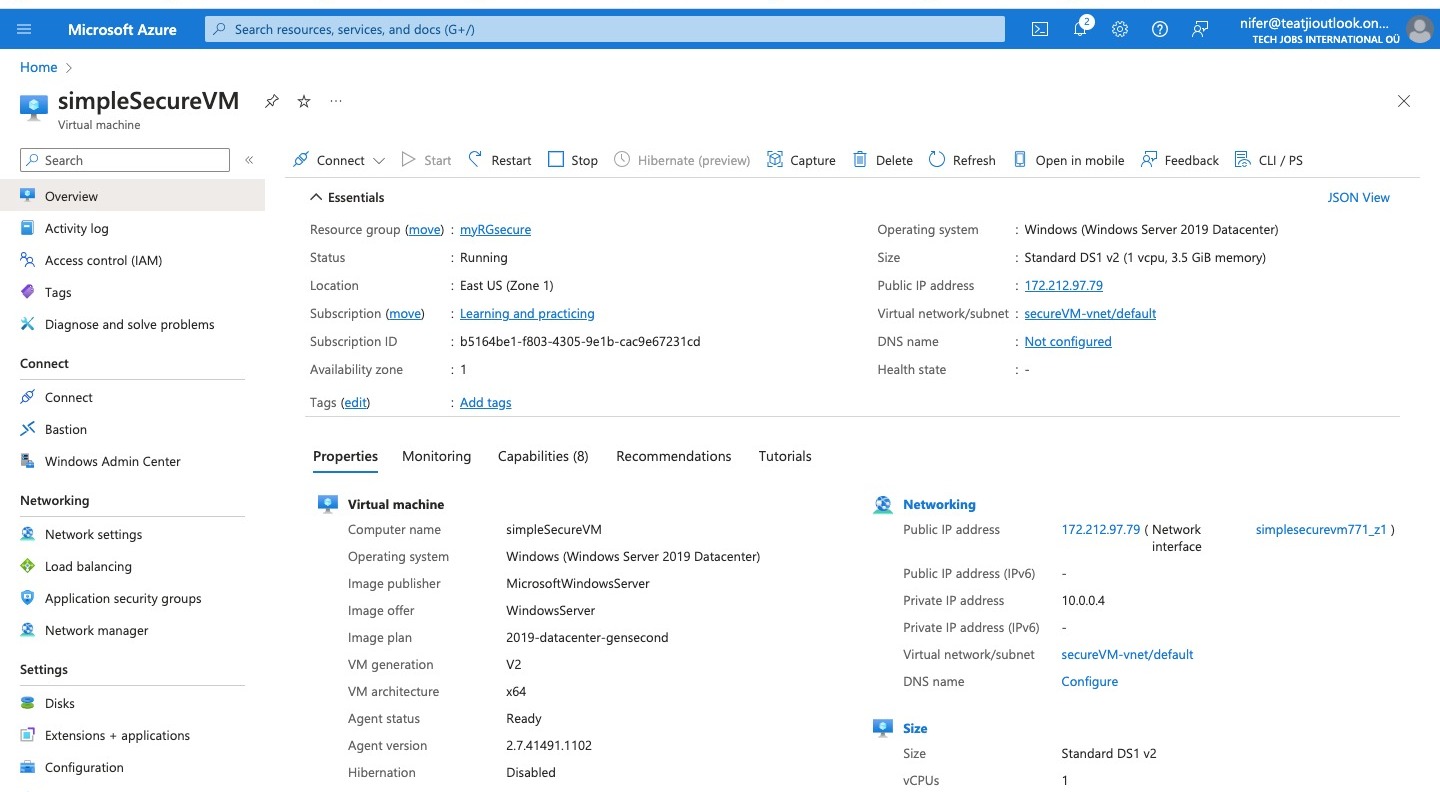 Microsoft Azure
Search resources, services, and docs (G+/)
2
nifer@teatjioutlook.on...
TECH JOBS INTERNATIONAL OÜ
Home
simpleSecureVM
...
Virtual machine
Search
«
Connect
Start
Restart
Stop
Hibernate (preview)
Capture
Delete
Refresh
Open in mobile
Feedback
CLI / PS
Overview
Activity log
Access control (IAM)
Tags
Diagnose and solve problems
Connect
Connect
Bastion
Windows Admin Center
Networking
Network settings
Load balancing
Application security groups
Network manager
Settings
Disks
Extensions + applications
Configuration
Essentials
JSON View
Resource group (move) : myRGsecure
Status : Running
Location : East US (Zone 1)
Subscription (move) : Learning and practicing
Subscription ID : b5164be1-f803-4305-9e1b-cac9e67231cd
Availability zone : 1
Tags (edit) : Add tags
Operating system : Windows (Windows Server 2019 Datacenter)
Size : Standard DS1 v2 (1 vcpu, 3.5 GiB memory)
Public IP address : 172.212.97.79
Virtual network/subnet : secureVM-vnet/default
DNS name : Not configured
Health state : -
Properties
Monitoring
Capabilities (8)
Recommendations
Tutorials
Virtual machine
Computer name simpleSecureVM
Operating system Windows (Windows Server 2019 Datacenter)
Image publisher MicrosoftWindowsServer
Image offer WindowsServer
Image plan 2019-datacenter-gensecond
VM generation V2
VM architecture x64
Agent status Ready
Agent version 2.7.41491.1102
Hibernation Disabled
Networking
Public IP address 172.212.97.79 ( Network interface simplesecurevm771_z1 )
Public IP address (IPv6) -
Private IP address 10.0.0.4
Private IP address (IPv6) -
Virtual network/subnet secureVM-vnet/default
DNS name Configure
Size
Size Standard DS1 v2
vCPUs 1